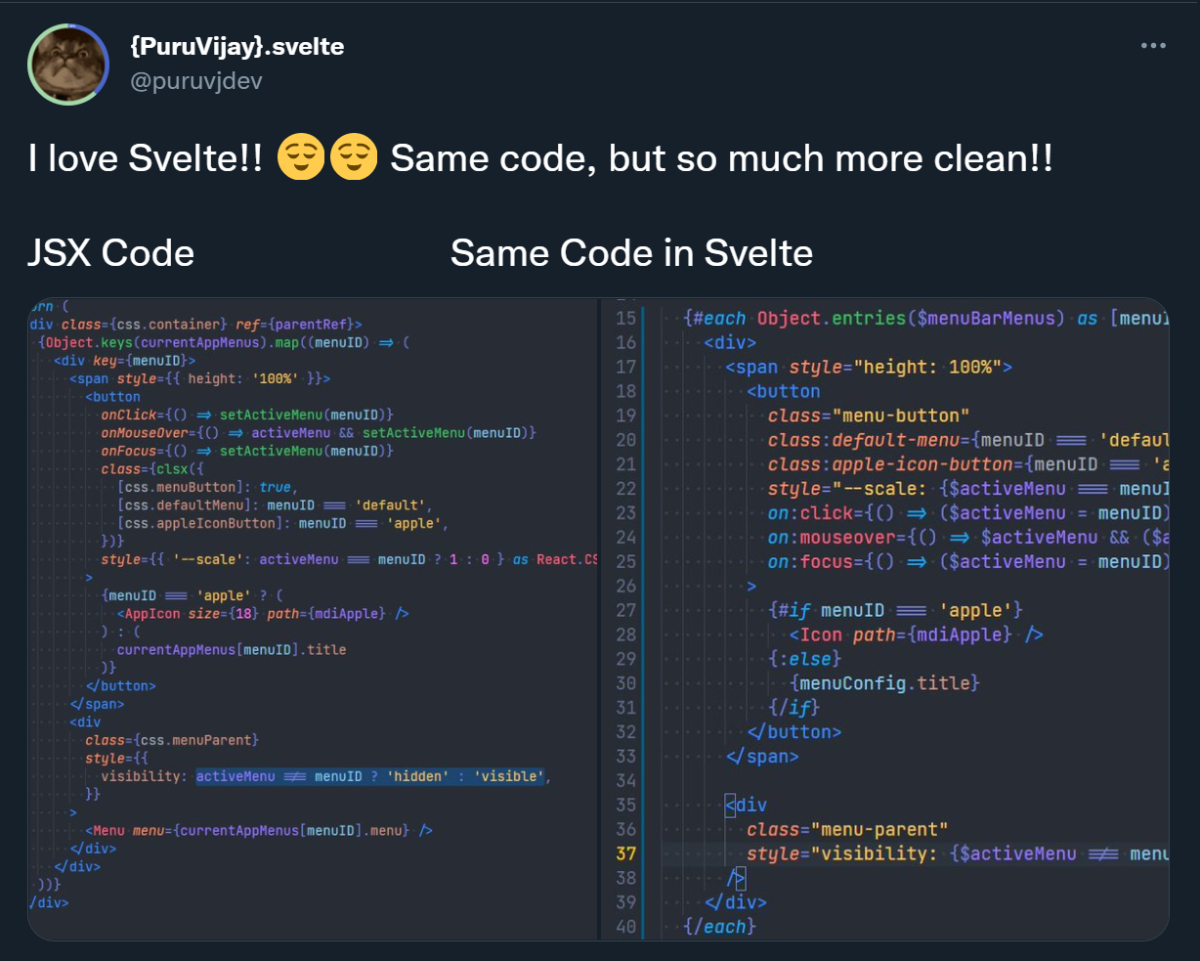 {PuruVijay}.svelte
@puruvjdev
I love Svelte!! 😌😌 Same code, but so much more clean!!
JSX Code
Same Code in Svelte
urn (
div class={css.container} ref={parentRef}>
{Object.keys(currentAppMenus).map((menuID) => (
<div key={menuID}>
<span style={{ height: '100%' }}>
<button
onClick={() => setActiveMenu(menuID)}
onMouseOver={() => activeMenu && setActiveMenu(menuID)}
onFocus={() => setActiveMenu(menuID)}
class={clsx({
[css.menuButton]: true,
[css.defaultMenu]: menuID === 'default',
[css.appleIconButton]: menuID === 'apple',
})}
style={{ '--scale': activeMenu === menuID ? 1 : 0 } as React.CS
>
{menuID === 'apple' ? (
<AppIcon size={18} path={mdiApple} />
) : (
currentAppMenus[menuID].title
)}
</button>
</span>
<div
class={css.menuParent}
style={{
visibility: activeMenu !== menuID ? 'hidden' : 'visible',
}}
>
<Menu menu={currentAppMenus[menuID].menu} />
</div>
</div>
))}
/div>
15 {#each Object.entries($menuBarMenus) as [menuI
16 <div>
17 <span style="height: 100%">
18 <button
19 class="menu-button"
20 class:default-menu={menuID === 'defaul
21 class:apple-icon-button={menuID === 'a
22 style="--scale: {$activeMenu === menuI
23 on:click={() => ($activeMenu = menuID)
24 on:mouseover={() => $activeMenu && ($a
25 on:focus={() => ($activeMenu = menuID)
26 >
27 {#if menuID === 'apple'}
28 <Icon path={mdiApple} />
29 {:else}
30 {menuConfig.title}
31 {/if}
32 </button>
33 </span>
34
35 <div
36 class="menu-parent"
37 style="visibility: {$activeMenu !== menu
38 />
39 </div>
40 {/each}